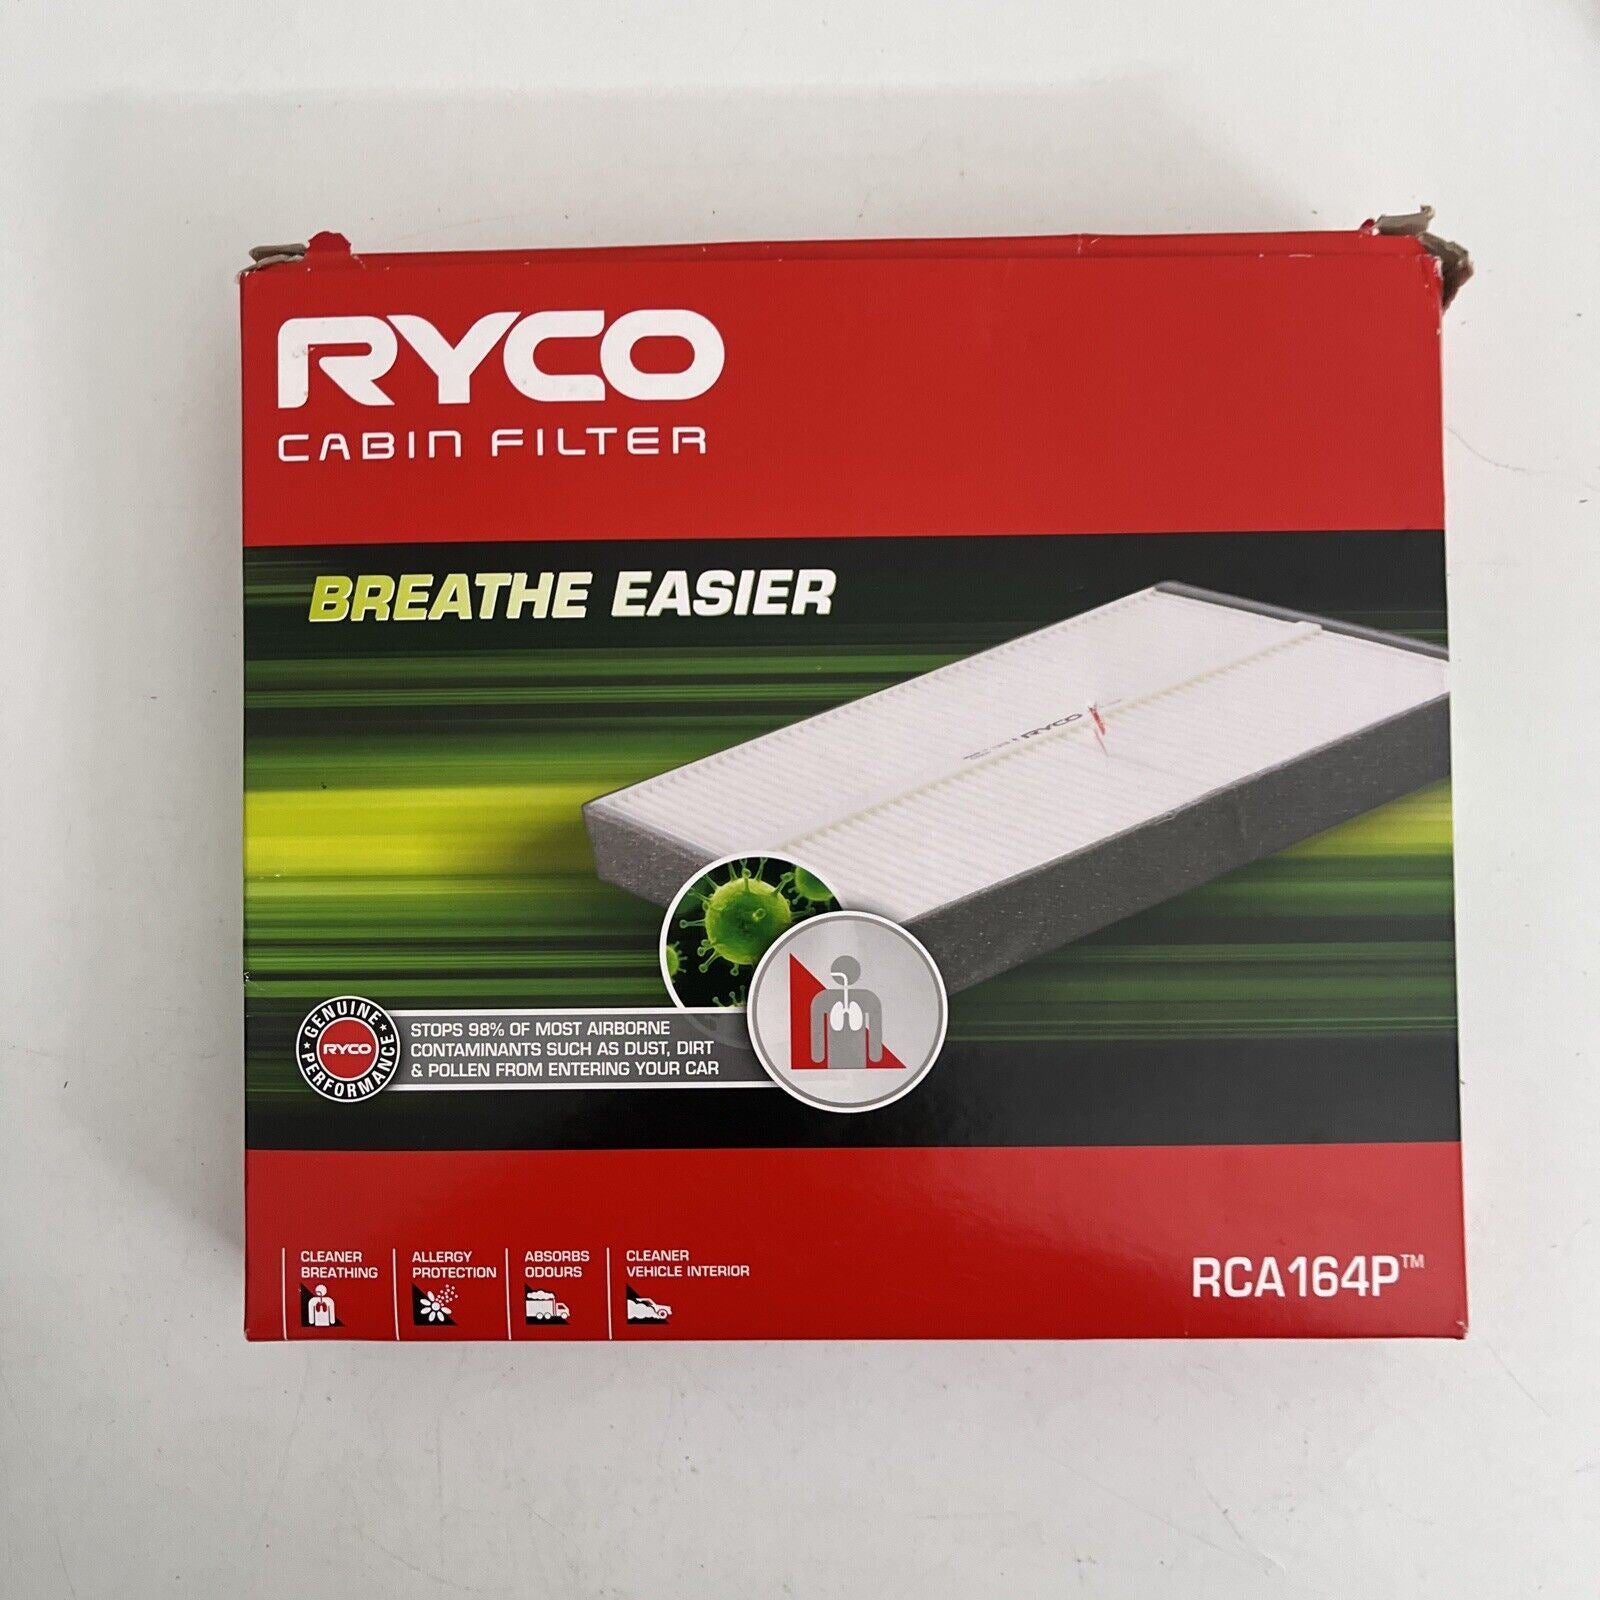 RYCO
CABIN FILTER
BREATHE EASIER
RYCO
GENUINE
RYCO
PERFORMANCE
STOPS 98% OF MOST AIRBORNE
CONTAMINANTS SUCH AS DUST, DIRT
& POLLEN FROM ENTERING YOUR CAR
CLEANER
BREATHING
ALLERGY
PROTECTION
ABSORBS
ODOURS
CLEANER
VEHICLE INTERIOR
RCA164P™